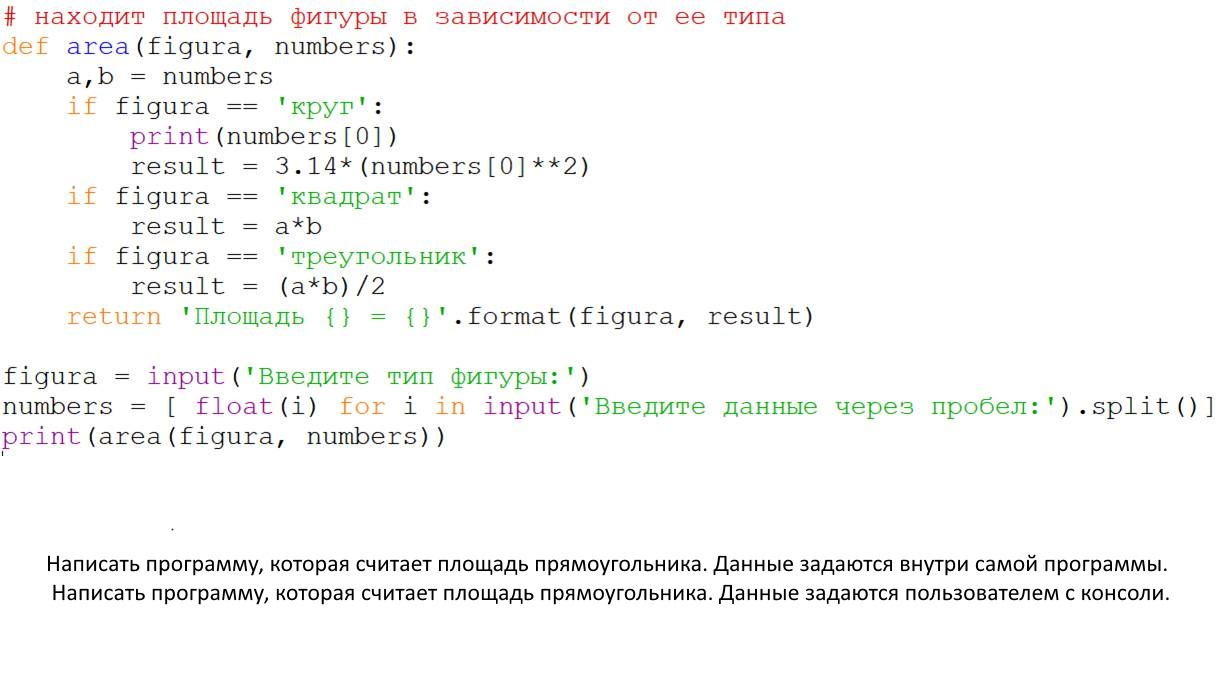 # находит площадь фигуры в зависимости от ее типа
def area(figura, numbers):
    a,b = numbers
    if figura == 'круг':
        print(numbers[0])
        result = 3.14*(numbers[0]**2)
    if figura == 'квадрат':
        result = a*b
    if figura == 'треугольник':
        result = (a*b)/2
    return 'Площадь {} = {}'.format(figura, result)
figura = input('Введите тип фигуры:')
numbers = [ float(i) for i in input('Введите данные через пробел:').split()]
print(area(figura, numbers))
Написать программу, которая считает площадь прямоугольника. Данные задаются внутри самой программы.
Написать программу, которая считает площадь прямоугольника. Данные задаются пользователем с консоли.